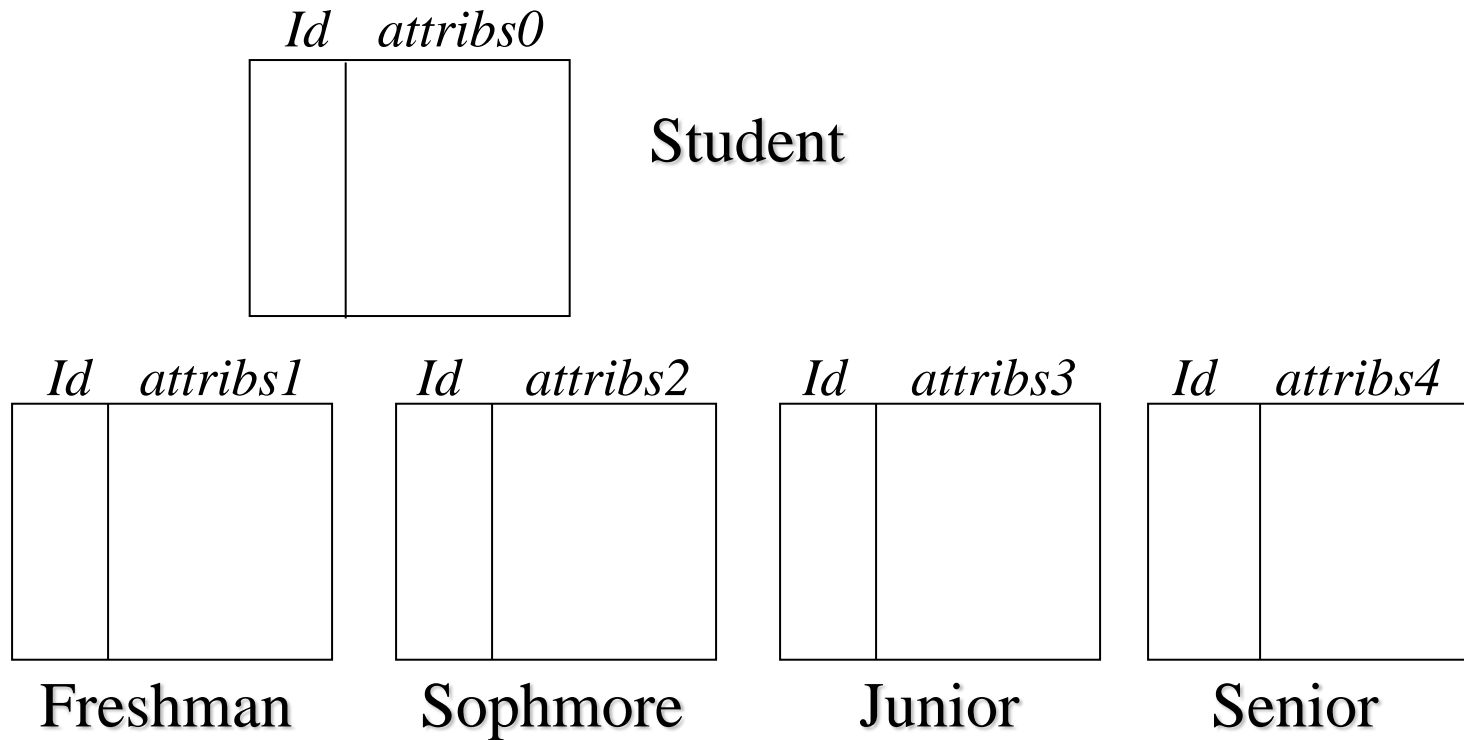 Id attribs0
Student
Id attribs1 Id attribs2 Id attribs3 Id attribs4
Freshman Sophmore Junior Senior